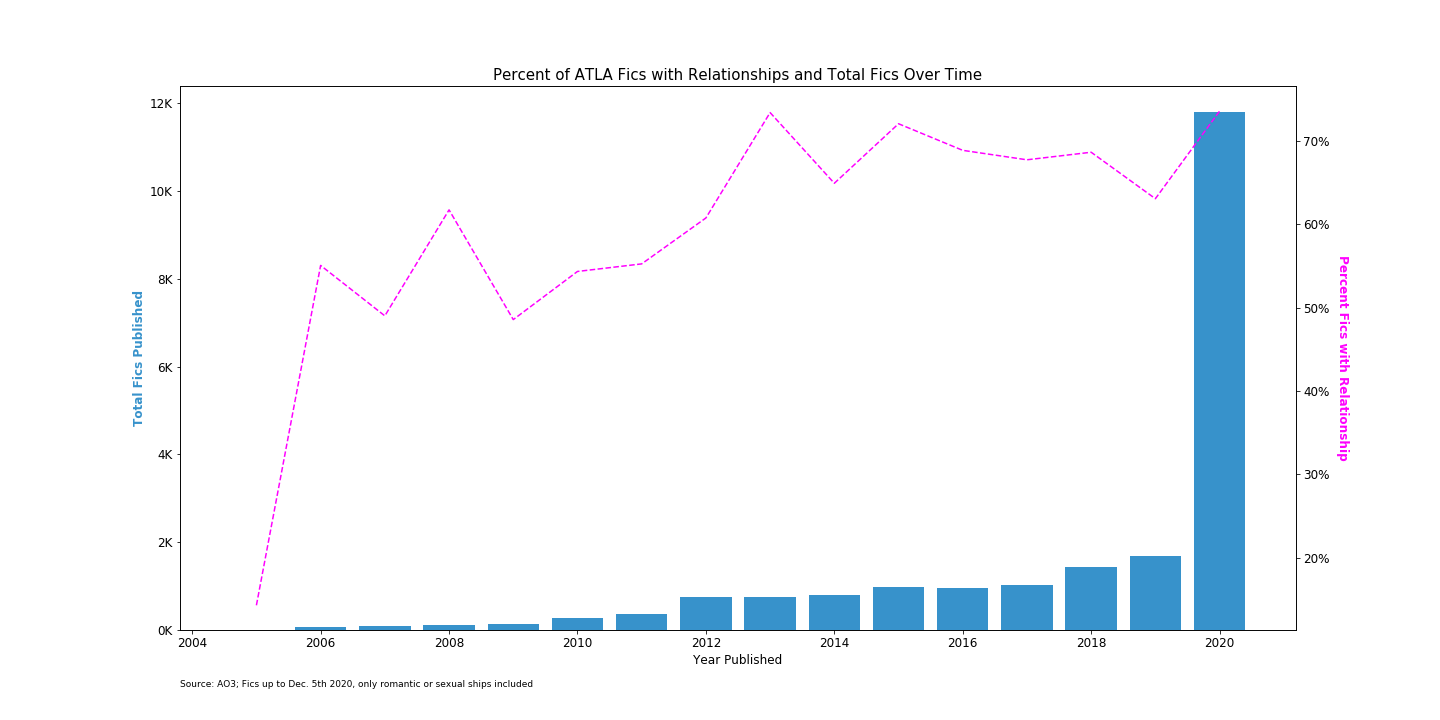 Percent of ATLA Fics with Relationships and Total Fics Over Time
12K
10K
8K
6K
4K
2K
0K
Total Fics Published
70%
60%
50%
40%
30%
20%
Percent Fics with Relationship
2004 2006 2008 2010 2012 2014 2016 2018 2020
Year Published
Source: AO3; Fics up to Dec. 5th 2020, only romantic or sexual ships included